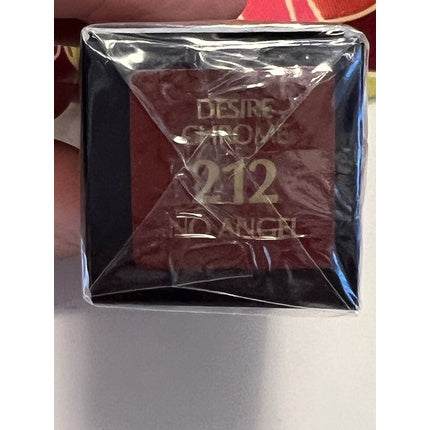 DESIRE
CHROME
212
NO ANGEL